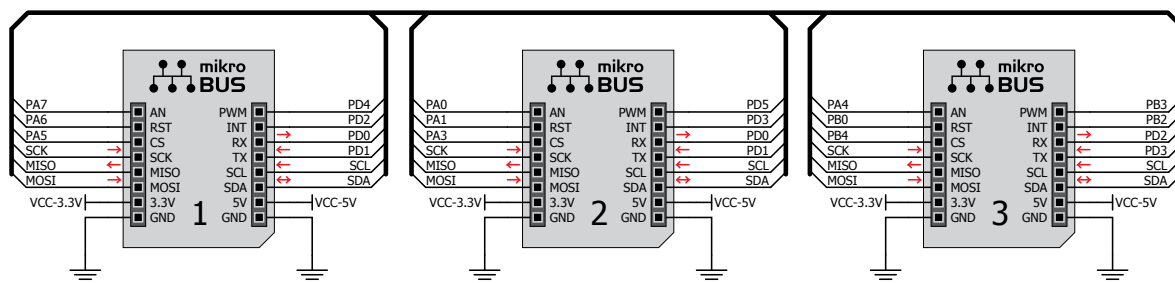 mikro
BUS
PA7 AN PWM PD4
PA6 RST INT PD2
PA5 CS RX PD0
SCK SCK TX PD1
MISO MISO SCL SCL
MOSI MOSI SDA SDA
VCC-3.3V 3.3V 5V VCC-5V
GND 1 GND
mikro
BUS
PA0 AN PWM PD5
PA1 RST INT PD3
PA3 CS RX PD0
SCK SCK TX PD1
MISO MISO SCL SCL
MOSI MOSI SDA SDA
VCC-3.3V 3.3V 5V VCC-5V
GND 2 GND
mikro
BUS
PA4 AN PWM PB3
PB0 RST INT PB2
PB4 CS RX PD2
SCK SCK TX PD3
MISO MISO SCL SCL
MOSI MOSI SDA SDA
VCC-3.3V 3.3V 5V VCC-5V
GND 3 GND